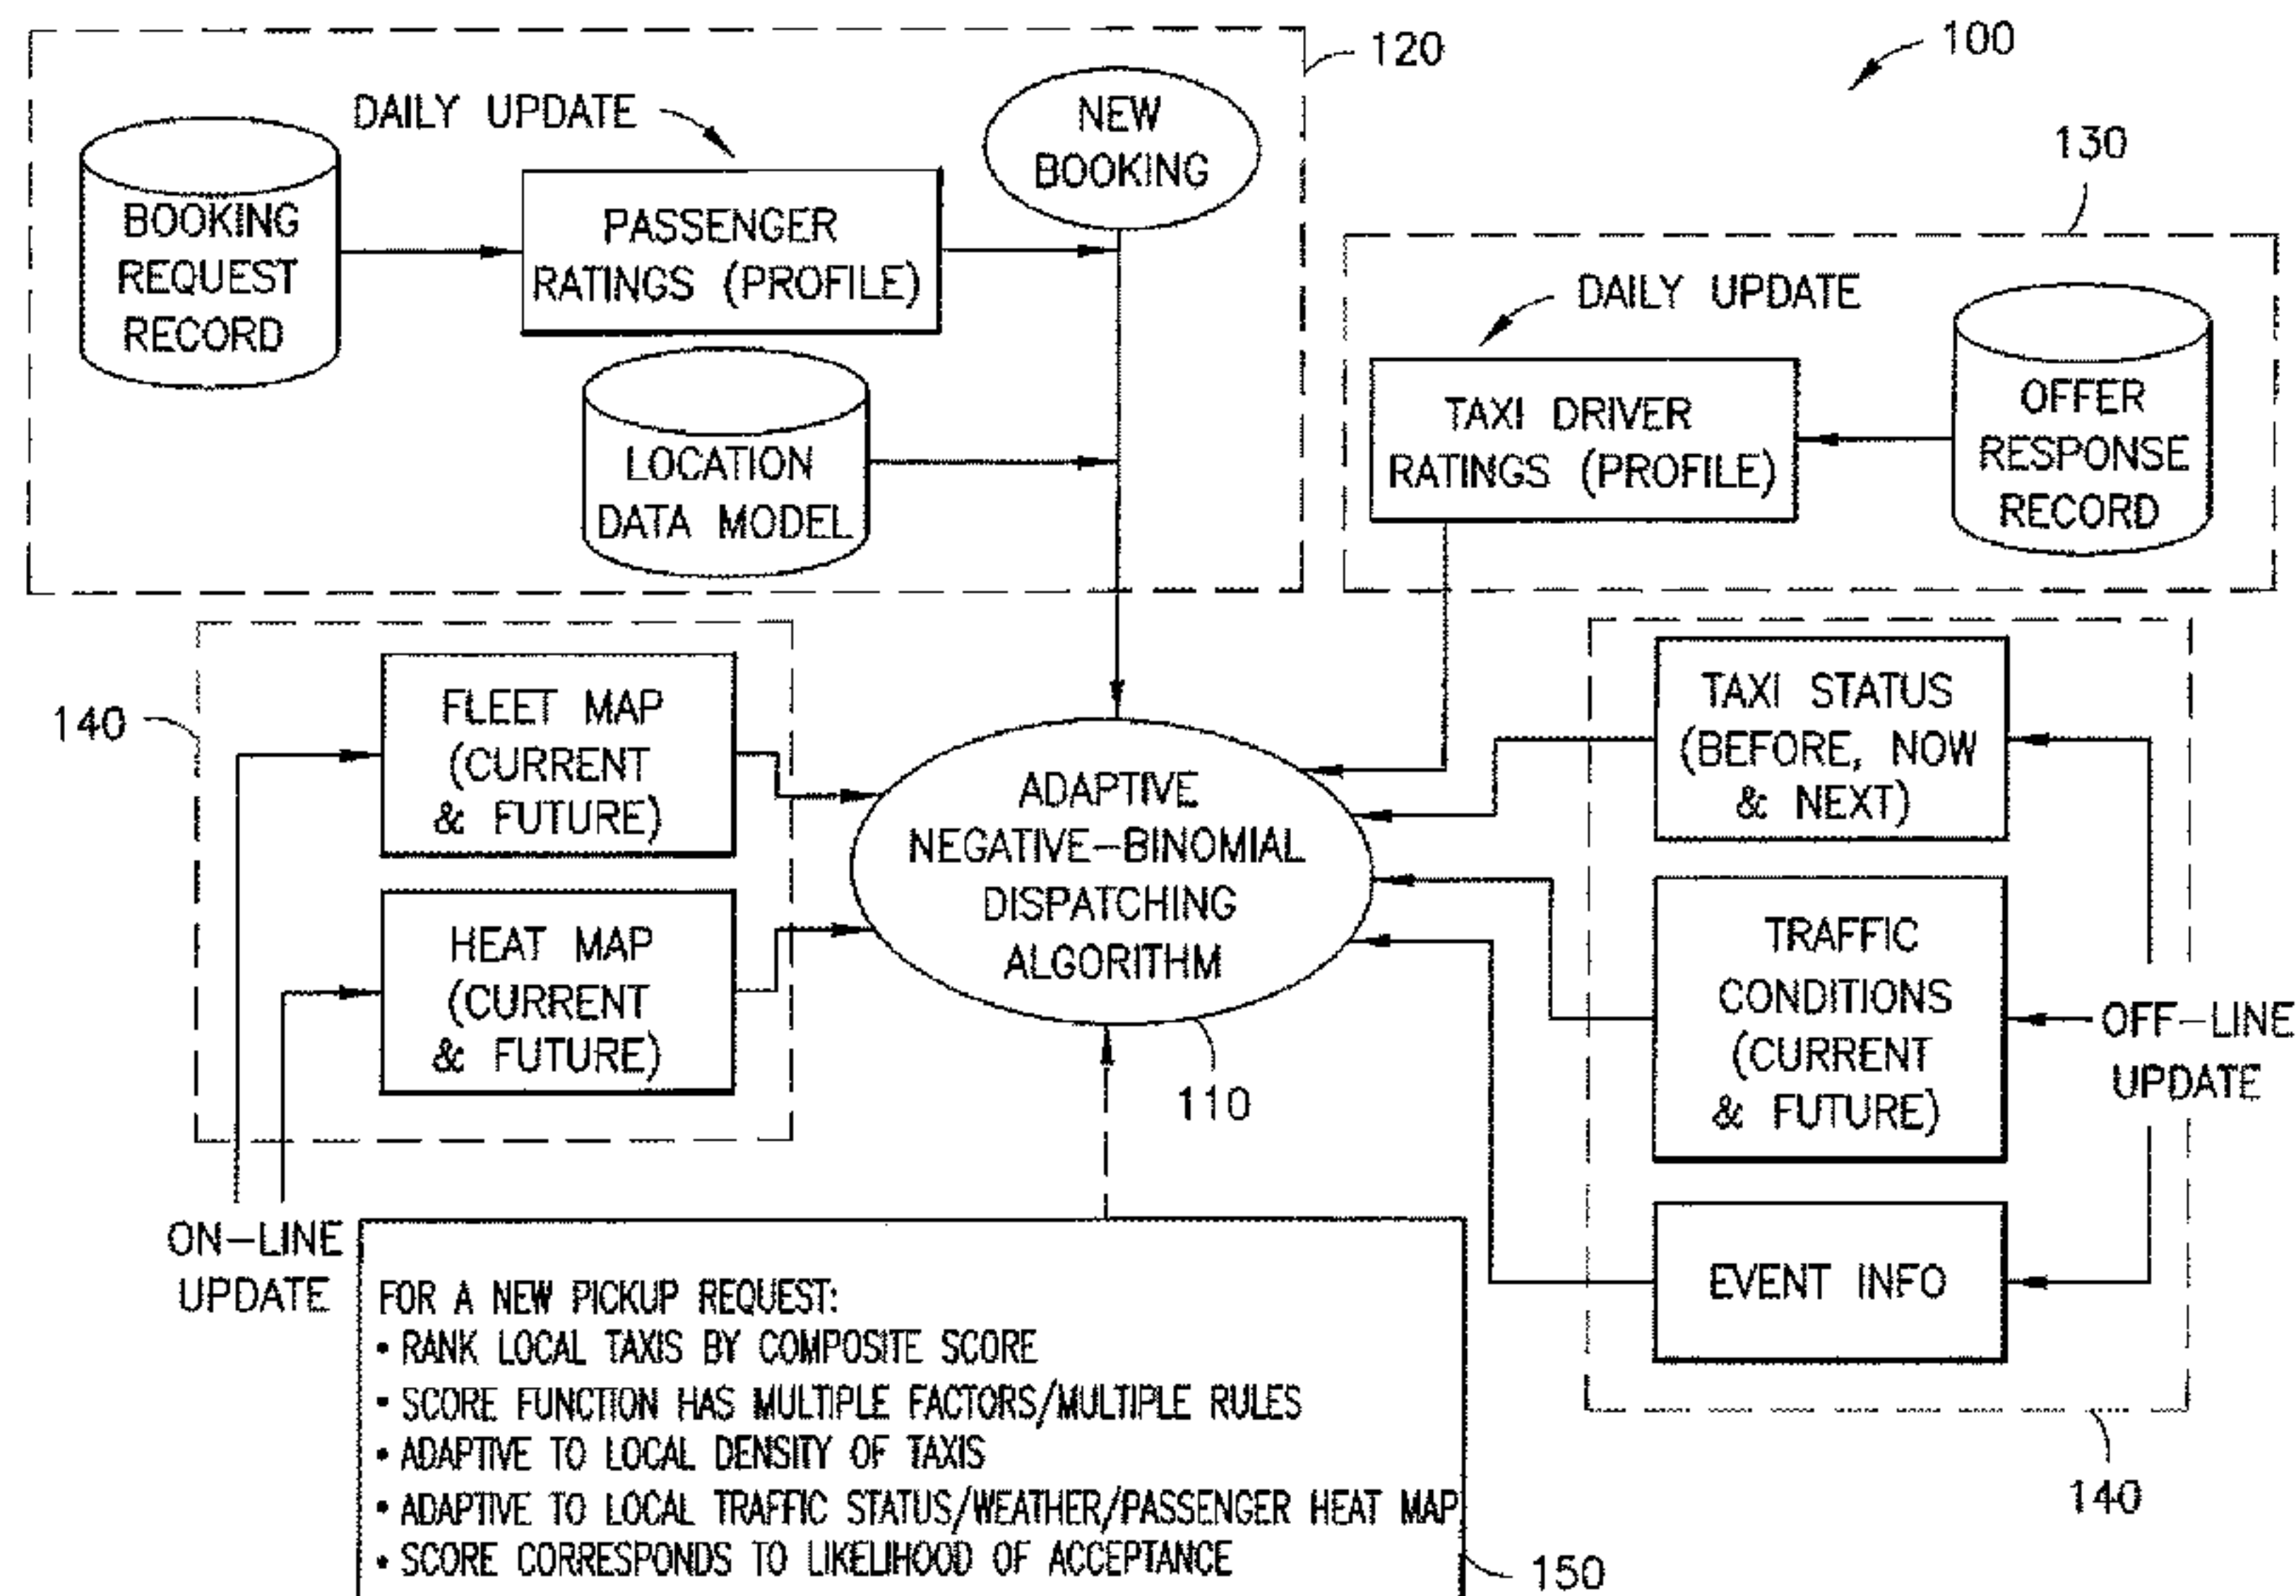 120
100
DAILY UPDATE
NEW
BOOKING
BOOKING
REQUEST
RECORD
PASSENGER
RATINGS (PROFILE)
LOCATION
DATA MODEL
130
DAILY UPDATE
TAXI DRIVER
RATINGS (PROFILE)
OFFER
RESPONSE
RECORD
140
FLEET MAP
(CURRENT
& FUTURE)
HEAT MAP
(CURRENT
& FUTURE)
ON-LINE
UPDATE
ADAPTIVE
NEGATIVE-BINOMIAL
DISPATCHING
ALGORITHM
110
TAXI STATUS
(BEFORE, NOW
& NEXT)
TRAFFIC
CONDITIONS
(CURRENT
& FUTURE)
EVENT INFO
OFF-LINE
UPDATE
140
FOR A NEW PICKUP REQUEST:
• RANK LOCAL TAXIS BY COMPOSITE SCORE
• SCORE FUNCTION HAS MULTIPLE FACTORS/MULTIPLE RULES
• ADAPTIVE TO LOCAL DENSITY OF TAXIS
• ADAPTIVE TO LOCAL TRAFFIC STATUS/WEATHER/PASSENGER HEAT MAP
• SCORE CORRESPONDS TO LIKELIHOOD OF ACCEPTANCE
150